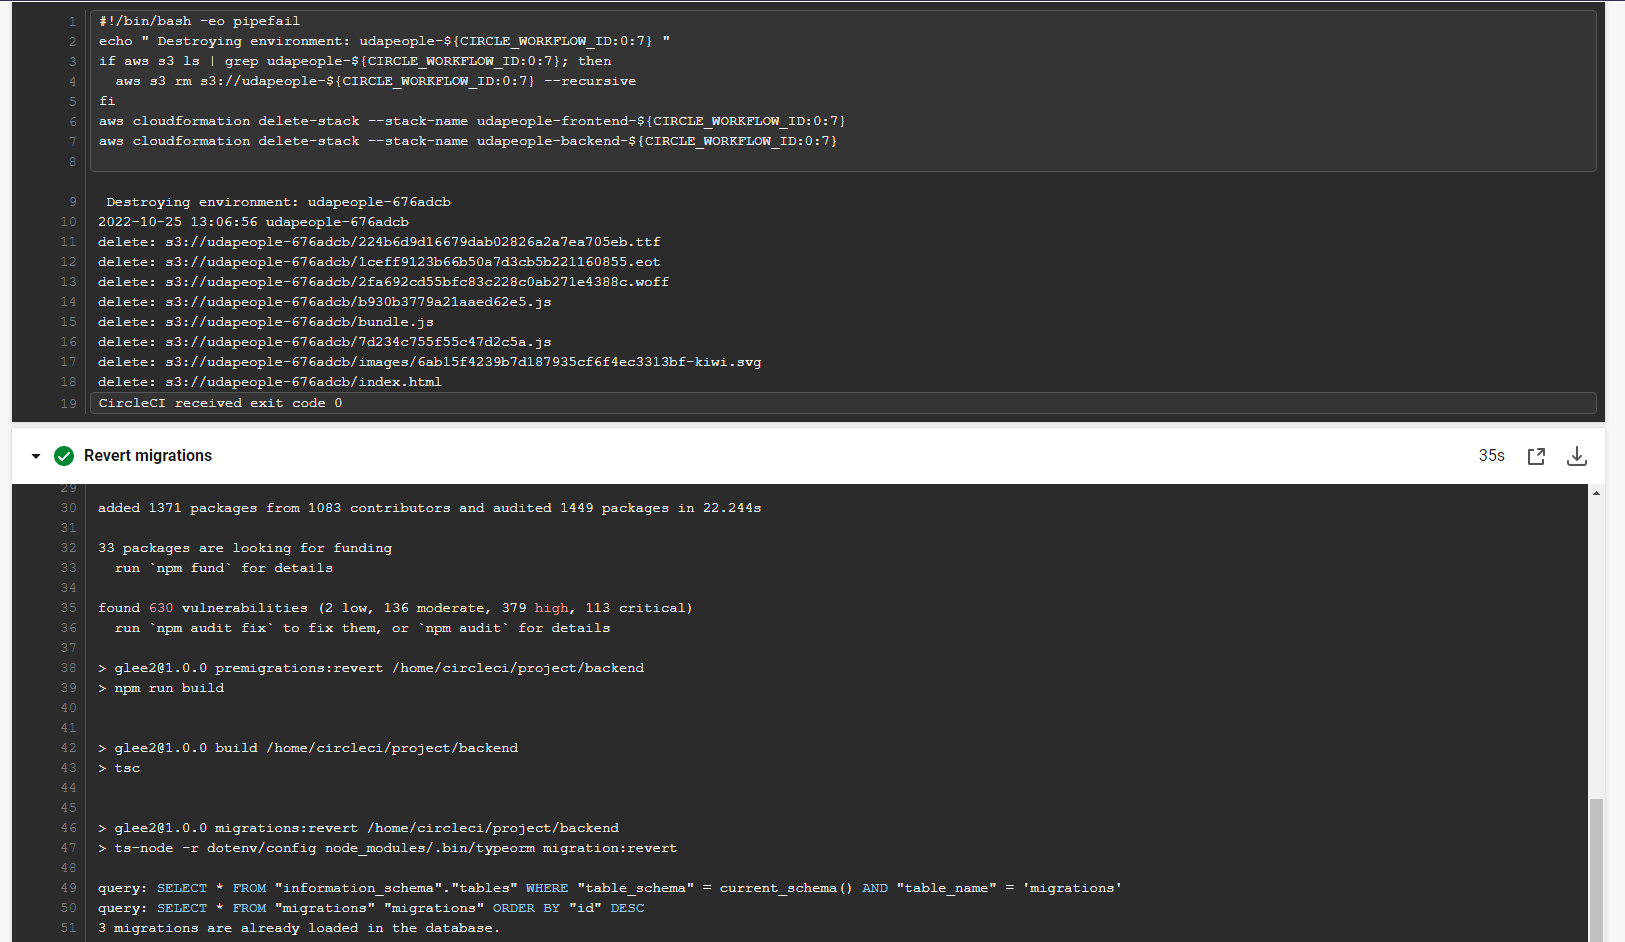 1 #!/bin/bash -eo pipefail
2 echo " Destroying environment: udapeople-${CIRCLE_WORKFLOW_ID:0:7} "
3 if aws s3 ls | grep udapeople-${CIRCLE_WORKFLOW_ID:0:7}; then
4   aws s3 rm s3://udapeople-${CIRCLE_WORKFLOW_ID:0:7} --recursive
5 fi
6 aws cloudformation delete-stack --stack-name udapeople-frontend-${CIRCLE_WORKFLOW_ID:0:7}
7 aws cloudformation delete-stack --stack-name udapeople-backend-${CIRCLE_WORKFLOW_ID:0:7}
8
9  Destroying environment: udapeople-676adcb
10 2022-10-25 13:06:56 udapeople-676adcb
11 delete: s3://udapeople-676adcb/224b6d9d16679dab02826a2a7ea705eb.ttf
12 delete: s3://udapeople-676adcb/1ceff9123b66b50a7d3cb5b221160855.eot
13 delete: s3://udapeople-676adcb/2fa692cd55bfc83c228c0ab271e4388c.woff
14 delete: s3://udapeople-676adcb/b930b3779a21aaed62e5.js
15 delete: s3://udapeople-676adcb/bundle.js
16 delete: s3://udapeople-676adcb/7d234c755f55c47d2c5a.js
17 delete: s3://udapeople-676adcb/images/6ab15f4239b7d187935cf6f4ec3313bf-kiwi.svg
18 delete: s3://udapeople-676adcb/index.html
19 CircleCI received exit code 0
Revert migrations 35s
29
30 added 1371 packages from 1083 contributors and audited 1449 packages in 22.244s
31
32 33 packages are looking for funding
33   run `npm fund` for details
34
35 found 630 vulnerabilities (2 low, 136 moderate, 379 high, 113 critical)
36   run `npm audit fix` to fix them, or `npm audit` for details
37
38 > glee2@1.0.0 premigrations:revert /home/circleci/project/backend
39 > npm run build
40
41
42 > glee2@1.0.0 build /home/circleci/project/backend
43 > tsc
44
45
46 > glee2@1.0.0 migrations:revert /home/circleci/project/backend
47 > ts-node -r dotenv/config node_modules/.bin/typeorm migration:revert
48
49 query: SELECT * FROM "information_schema"."tables" WHERE "table_schema" = current_schema() AND "table_name" = 'migrations'
50 query: SELECT * FROM "migrations" "migrations" ORDER BY "id" DESC
51 3 migrations are already loaded in the database.